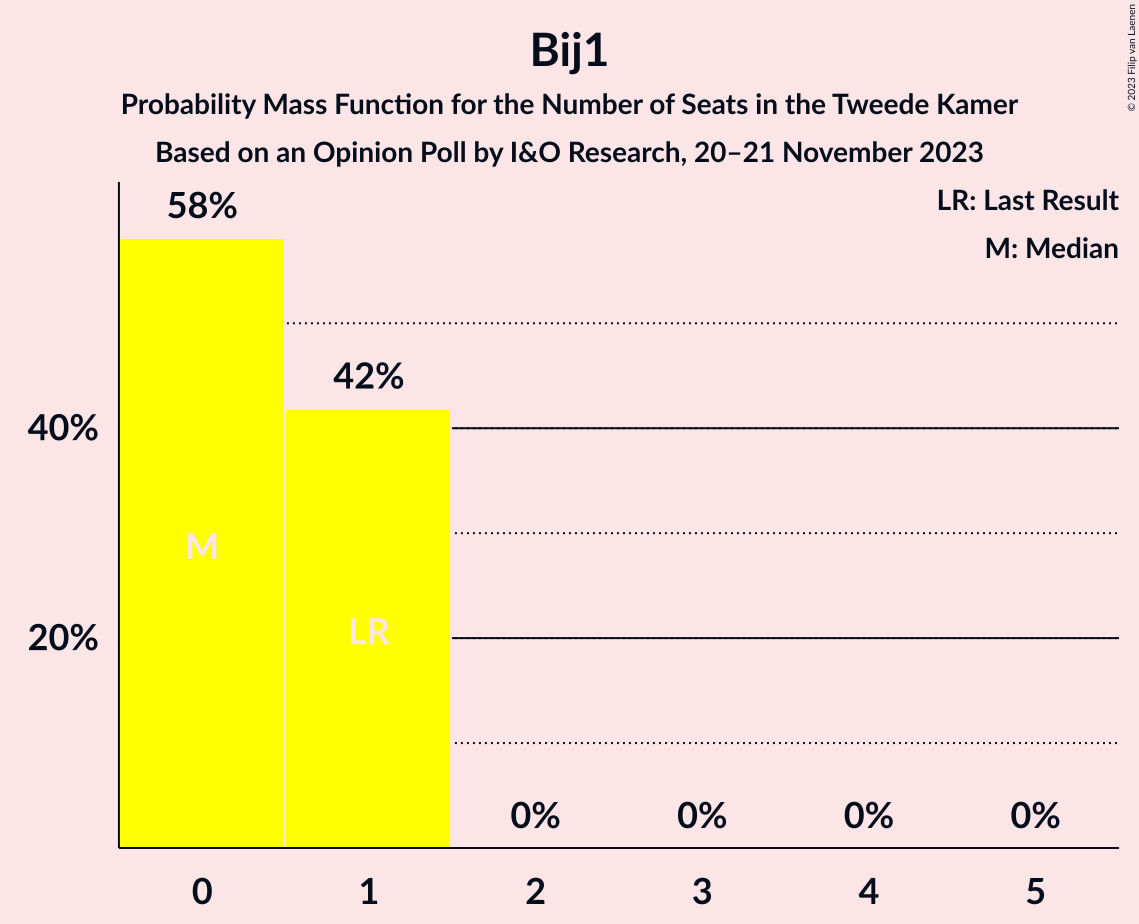 Bij1
Probability Mass Function for the Number of Seats in the Tweede Kamer
Based on an Opinion Poll by I&O Research, 20–21 November 2023
© 2023 Filip van Laenen
LR: Last Result
M: Median
58%
42%
40%
M
LR
20%
0% 0% 0% 0%
0 1 2 3 4 5